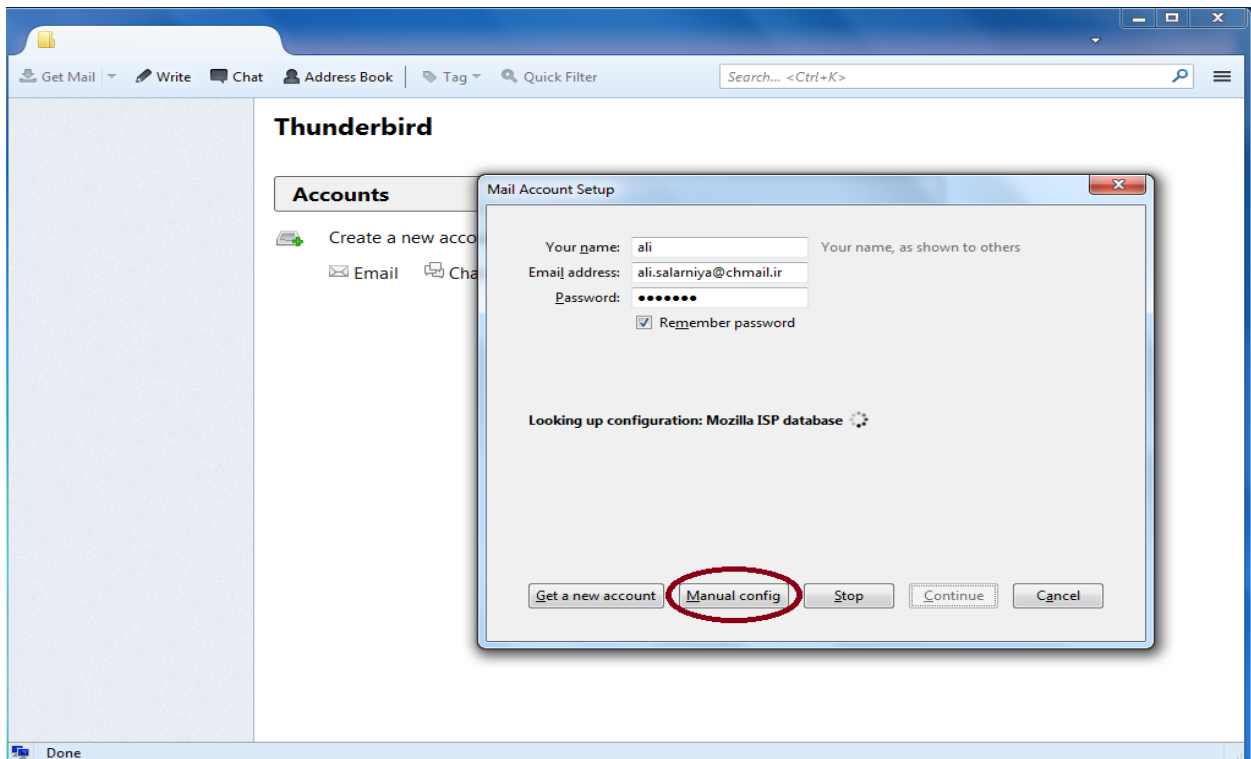 Get Mail Write Chat Address Book Tag Quick Filter Search... <Ctrl+K>
Thunderbird
Accounts
Create a new acco
Email Cha
Mail Account Setup
Your name: ali Your name, as shown to others
Email address: ali.salarniya@chmail.ir
Password: •••••••
Remember password
Looking up configuration: Mozilla ISP database
Get a new account Manual config Stop Continue Cancel
Done